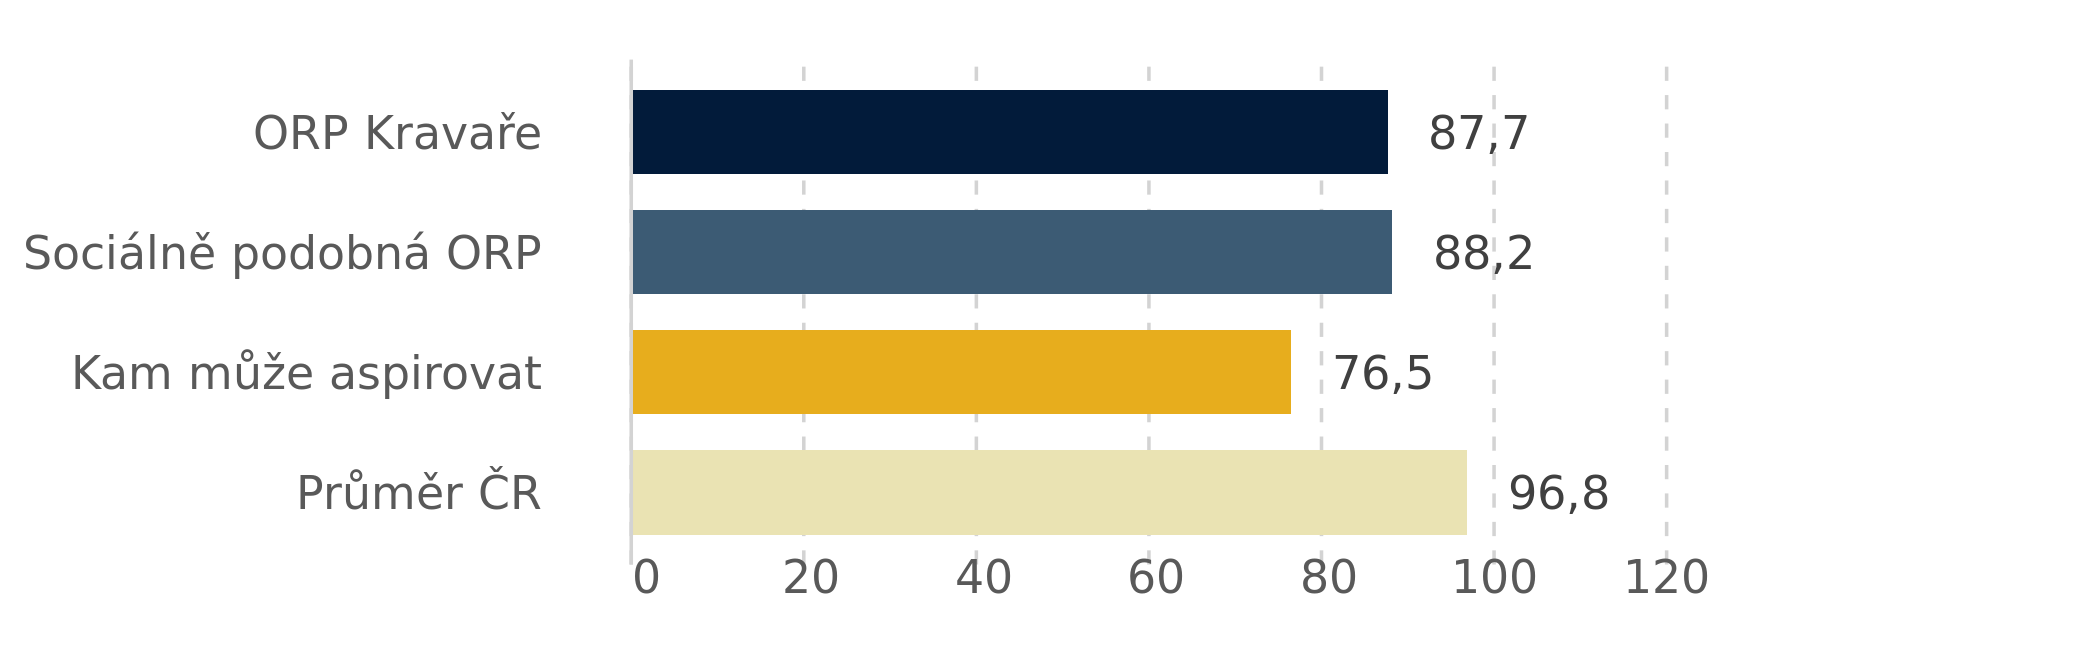 ORP Kravaře 87,7
Sociálně podobná ORP 88,2
Kam může aspirovat 76,5
Průměr ČR 96,8
0 20 40 60 80 100 120